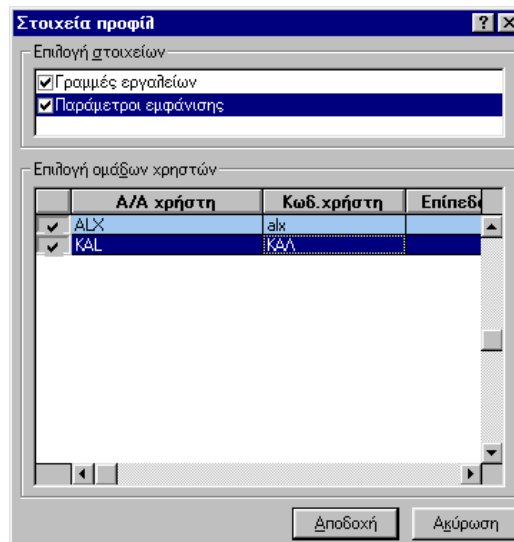 Στοιχεία προφίλ
Επιλογή στοιχείων
Γραμμές εργαλείων
Παράμετροι εμφάνισης
Επιλογή ομάδων χρηστών
Α/Α χρήστη Κωδ.χρήστη Επίπεδο
ALX alx
KAL ΚΑΛ
Αποδοχή Ακύρωση